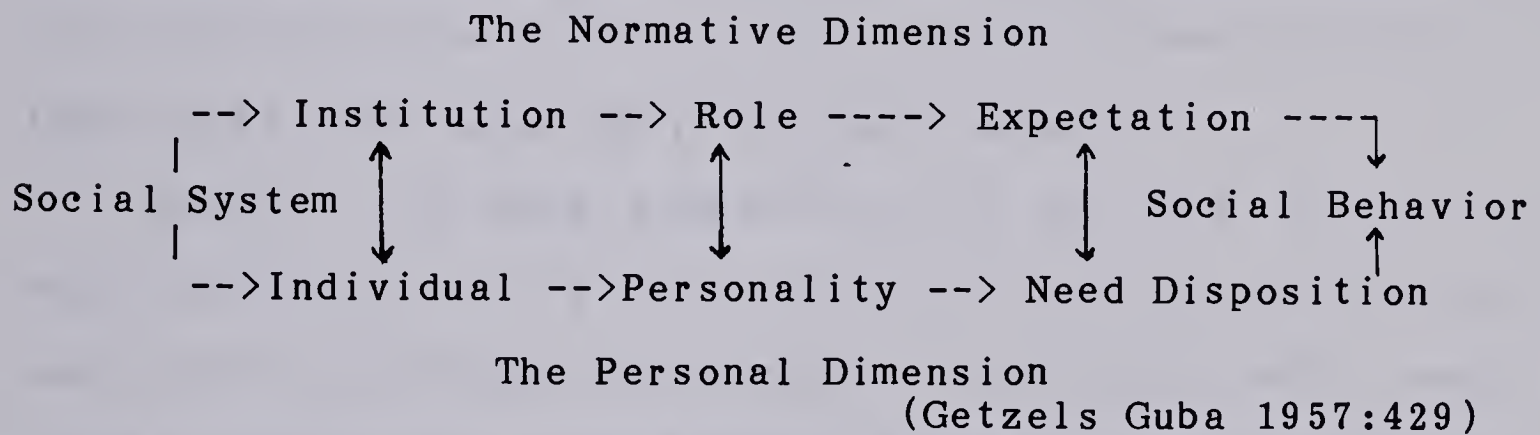 The Normative Dimension
--> Institution --> Role ----> Expectation ----
Social System Social Behavior
-->Individual -->Personality --> Need Disposition
The Personal Dimension
(Getzels Guba 1957:429)